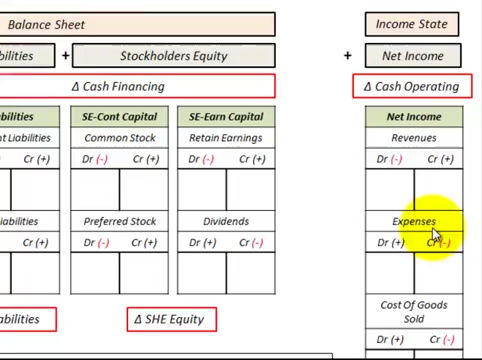 Balance Sheet
Income State
bilities + Stockholders Equity + Net Income
Δ Cash Financing
Δ Cash Operating
bilities
SE-Cont Capital
SE-Earn Capital
Net Income
nt Liabilities
Common Stock
Retain Earnings
Revenues
Cr (+)
Dr (-) Cr (+)
Dr (-) Cr (+)
Dr (-) Cr (+)
iabilities
Preferred Stock
Dividends
Expenses
Cr (+)
Dr (-) Cr (+)
Dr (+) Cr (-)
Dr (+) Cr (-)
abilities
Δ SHE Equity
Cost Of Goods
Sold
Dr (+) Cr (-)